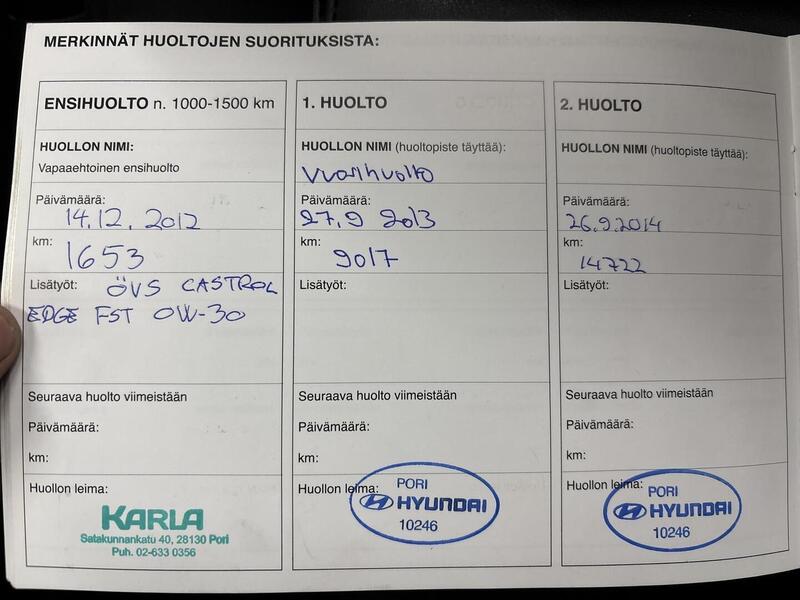 MERKINNÄT HUOLTOJEN SUORITUKSISTA:
ENSIHUOLTO n. 1000-1500 km
HUOLLON NIMI:
Vapaaehtoinen ensihuolto
Päivämäärä:
14.12.2012
km:
1653
Lisätyöt: ÖVS CASTROL
EDGE FST 0W-30
Seuraava huolto viimeistään
Päivämäärä:
km:
Huollon leima:
KARLA
Satakunnankatu 40, 28130 Pori
Puh. 02-633 0356
1. HUOLTO
HUOLLON NIMI (huoltopiste täyttää):
Vuosihuolto
Päivämäärä:
27.9 2013
km:
9017
Lisätyöt:
Seuraava huolto viimeistään
Päivämäärä:
km:
Huollon leima:
PORI
HYUNDAI
10246
2. HUOLTO
HUOLLON NIMI (huoltopiste täyttää):
Päivämäärä:
26.9.2014
km:
14722
Lisätyöt:
Seuraava huolto viimeistään
Päivämäärä:
km:
Huollon leima:
PORI
HYUNDAI
10246